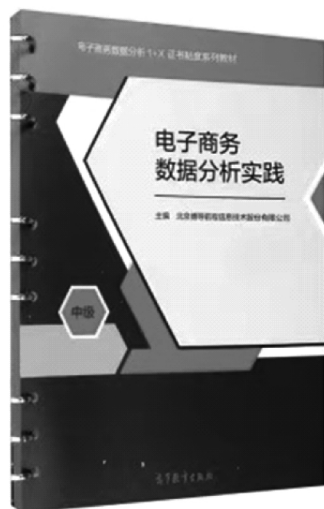 电子商务数据分析1+X证书配套系列教材
电子商务
数据分析实践
主编 北京博导前程信息技术股份有限公司
中级
高等教育出版社